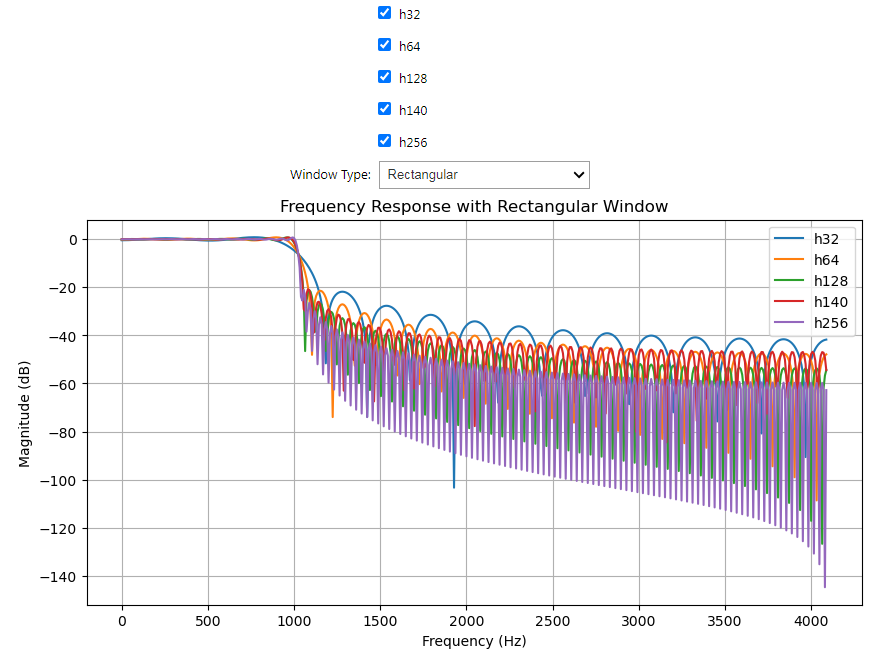 h32
h64
h128
h140
h256
Window Type: Rectangular
Frequency Response with Rectangular Window
h32
h64
h128
h140
h256
0
−20
−40
−60
−80
−100
−120
−140
Magnitude (dB)
0 500 1000 1500 2000 2500 3000 3500 4000
Frequency (Hz)